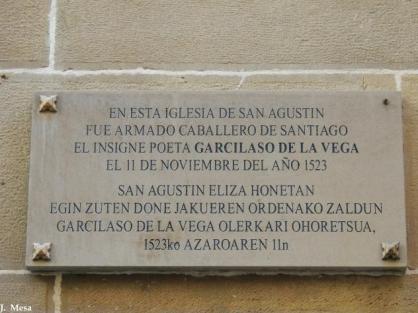 EN ESTA IGLESIA DE SAN AGUSTIN
FUE ARMADO CABALLERO DE SANTIAGO
EL INSIGNE POETA GARCILASO DE LA VEGA
EL 11 DE NOVIEMBRE DEL AÑO 1523
SAN AGUSTIN ELIZA HONETAN
EGIN ZUTEN DONE JAKUEREN ORDENAKO ZALDUN
GARCILASO DE LA VEGA OLERKARI OHORETSUA,
1523ko AZAROAREN 11n
J. Mesa